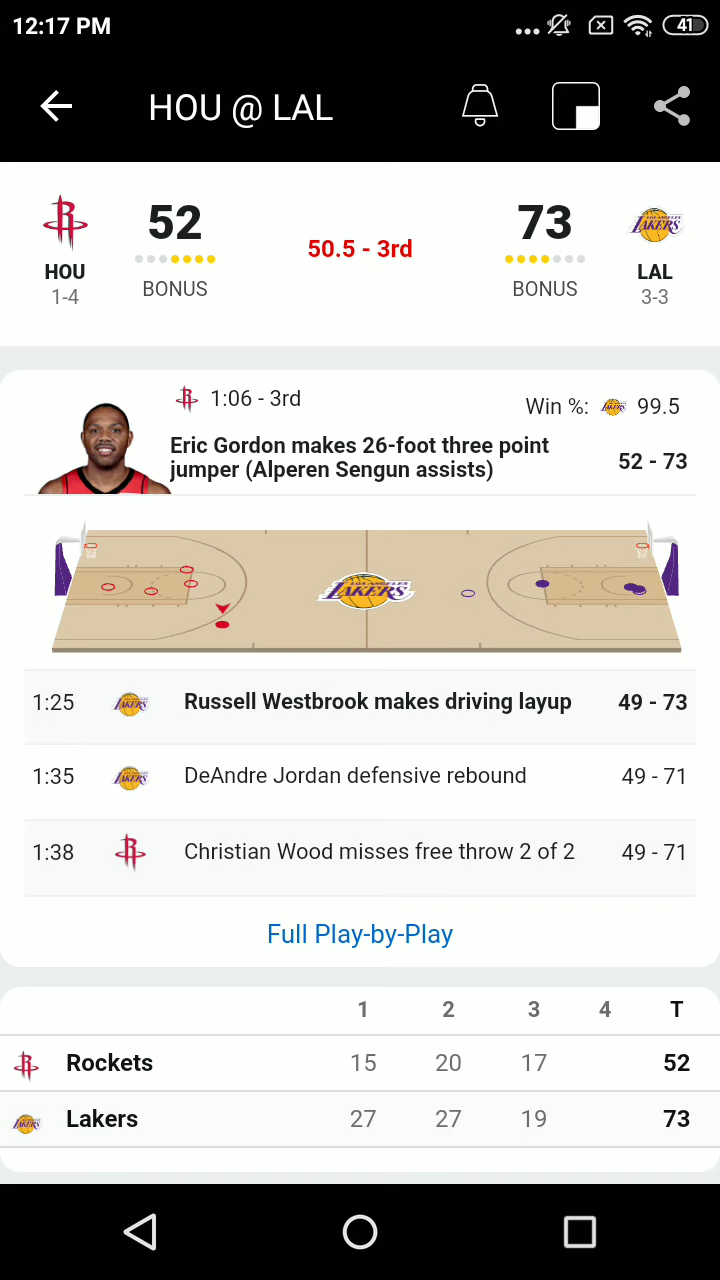 12:17 PM
41
HOU @ LAL
52
73
50.5 - 3rd
HOU
LAL
1-4
BONUS
BONUS
3-3
1:06 - 3rd
Win %:
99.5
Eric Gordon makes 26-foot three point
jumper (Alperen Sengun assists)
52 - 73
LOS ANGELES
LAKERS
1:25
Russell Westbrook makes driving layup
49 - 73
1:35
DeAndre Jordan defensive rebound
49 - 71
1:38
Christian Wood misses free throw 2 of 2
49 - 71
Full Play-by-Play
1 2 3 4 T
Rockets 15 20 17 52
Lakers 27 27 19 73